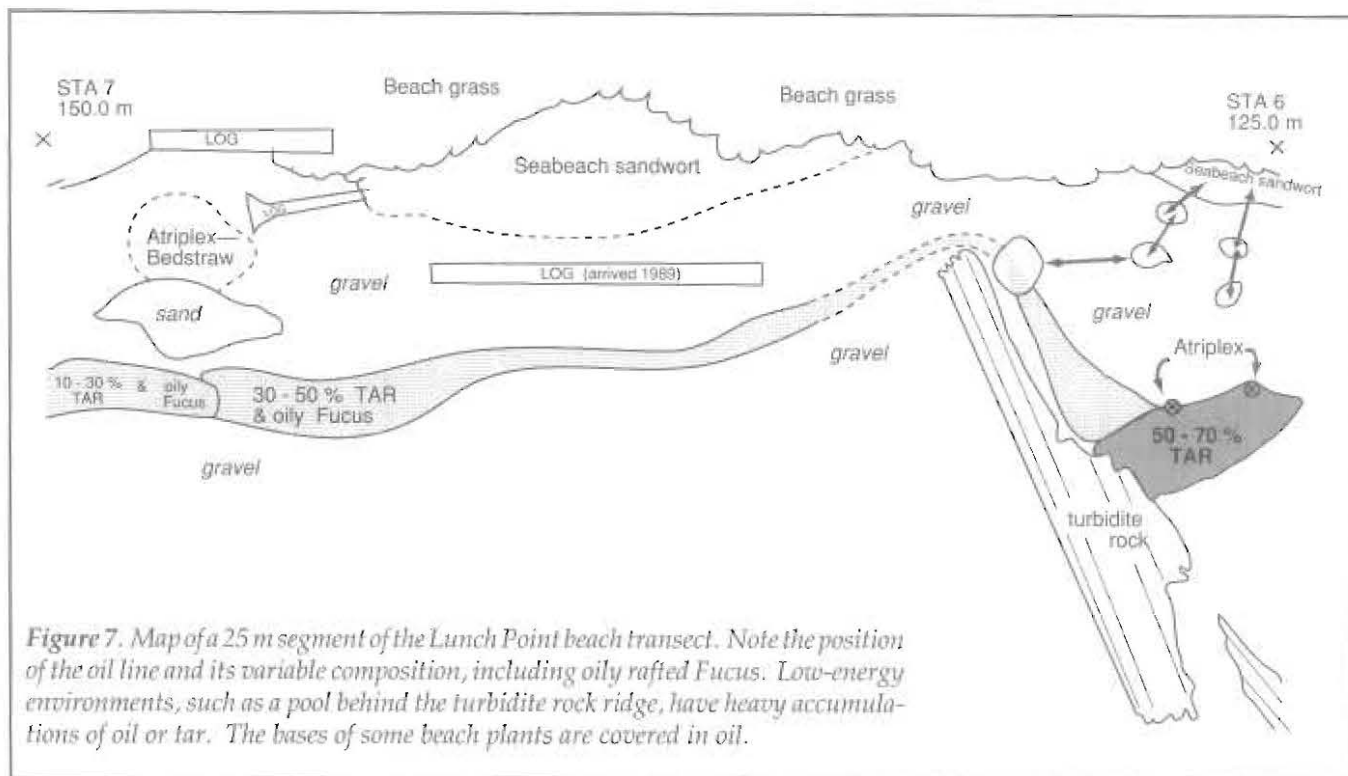 STA 7
150.0 m
Beach grass
Beach grass
STA 6
125.0 m
LOG
Seabeach sandwort
Seabeach sandwort
LOG
gravel
Atriplex—
Bedstraw
gravel
LOG (arrived 1989)
sand
gravel
gravel
Atriplex
10 - 30 % & oily
TAR Fucus
30 - 50 % TAR
& oily Fucus
50 - 70 %
TAR
gravel
turbidite
rock
Figure 7. Map of a 25 m segment of the Lunch Point beach transect. Note the position
of the oil line and its variable composition, including oily rafted Fucus. Low-energy
environments, such as a pool behind the turbidite rock ridge, have heavy accumula-
tions of oil or tar. The bases of some beach plants are covered in oil.